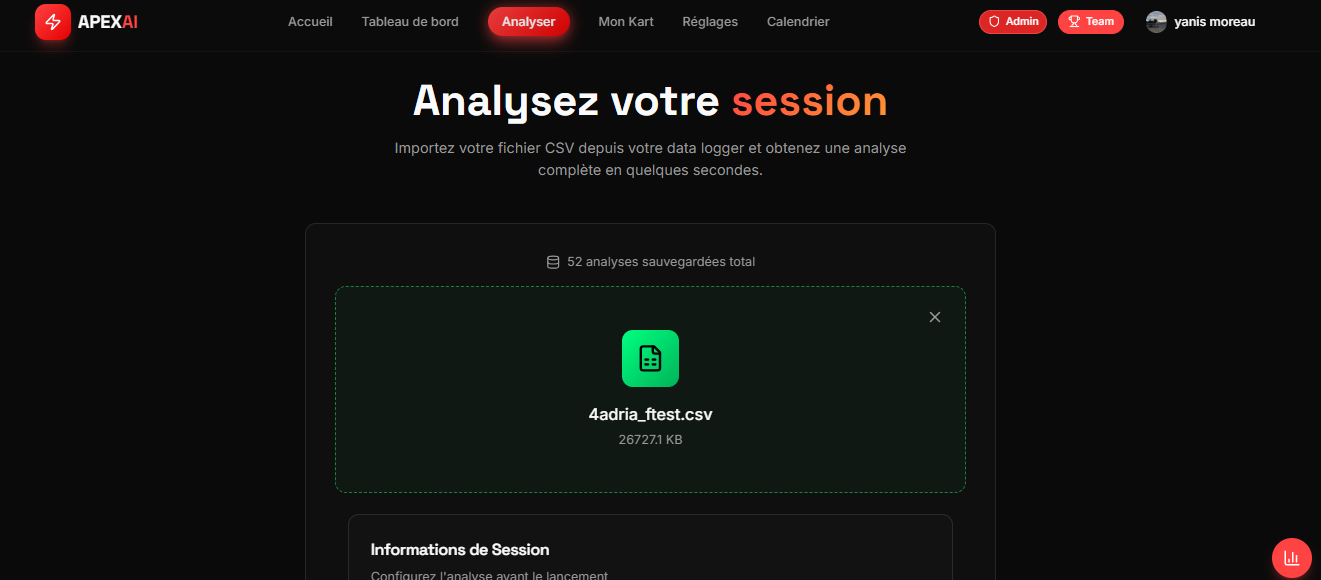 APEXAI
Accueil
Tableau de bord
Analyser
Mon Kart
Réglages
Calendrier
Admin
Team
yanis moreau
Analysez votre session
Importez votre fichier CSV depuis votre data logger et obtenez une analyse
complète en quelques secondes.
52 analyses sauvegardées total
4adria_ftest.csv
26727.1 KB
Informations de Session
Configurez l'analyse avant le lancement